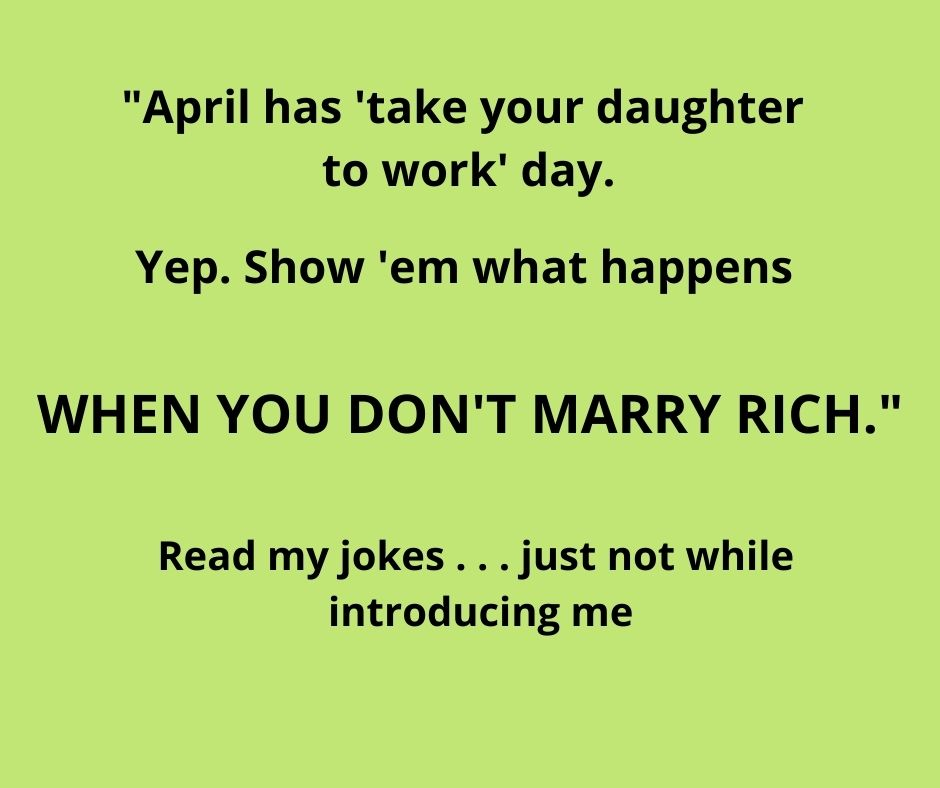 "April has 'take your daughter
to work' day.
Yep. Show 'em what happens
WHEN YOU DON'T MARRY RICH."
Read my jokes . . . just not while
introducing me